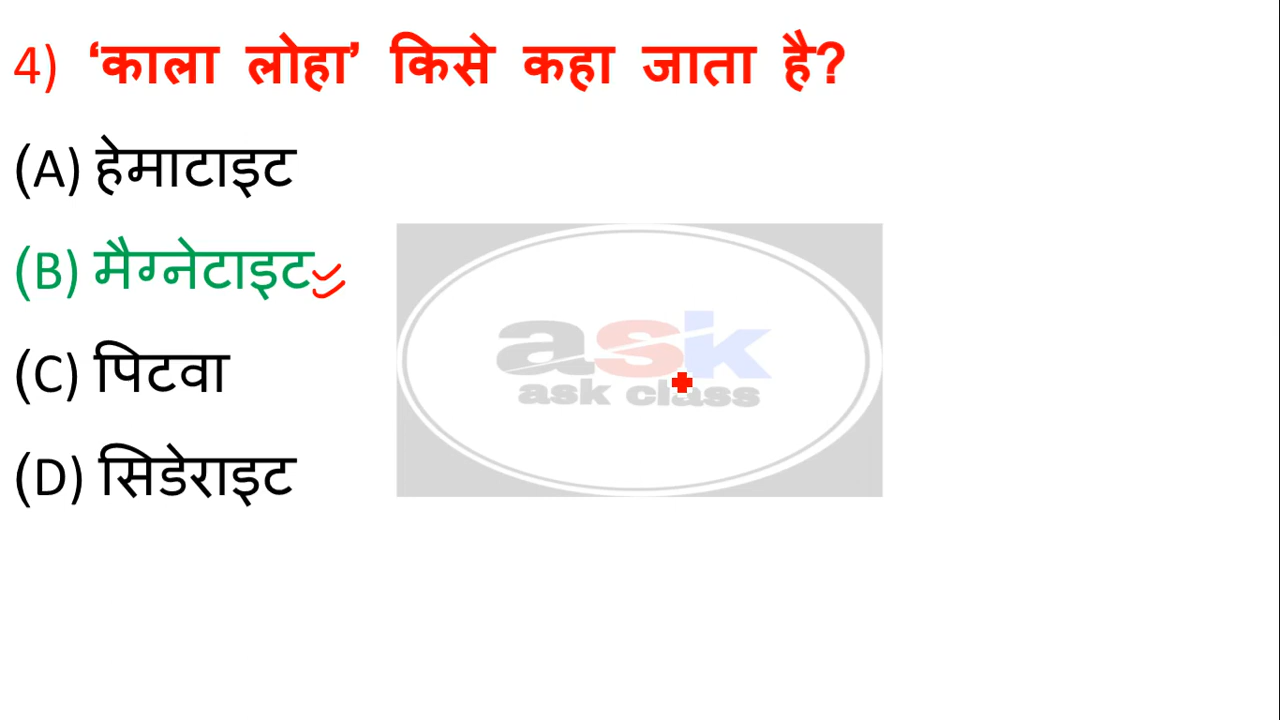 4) ‘काला लोहा’ किसे कहा जाता है?
(A) हेमाटाइट
(B) मैग्नेटाइट
ask
ask class
(C) पिटवा
(D) सिडेराइट